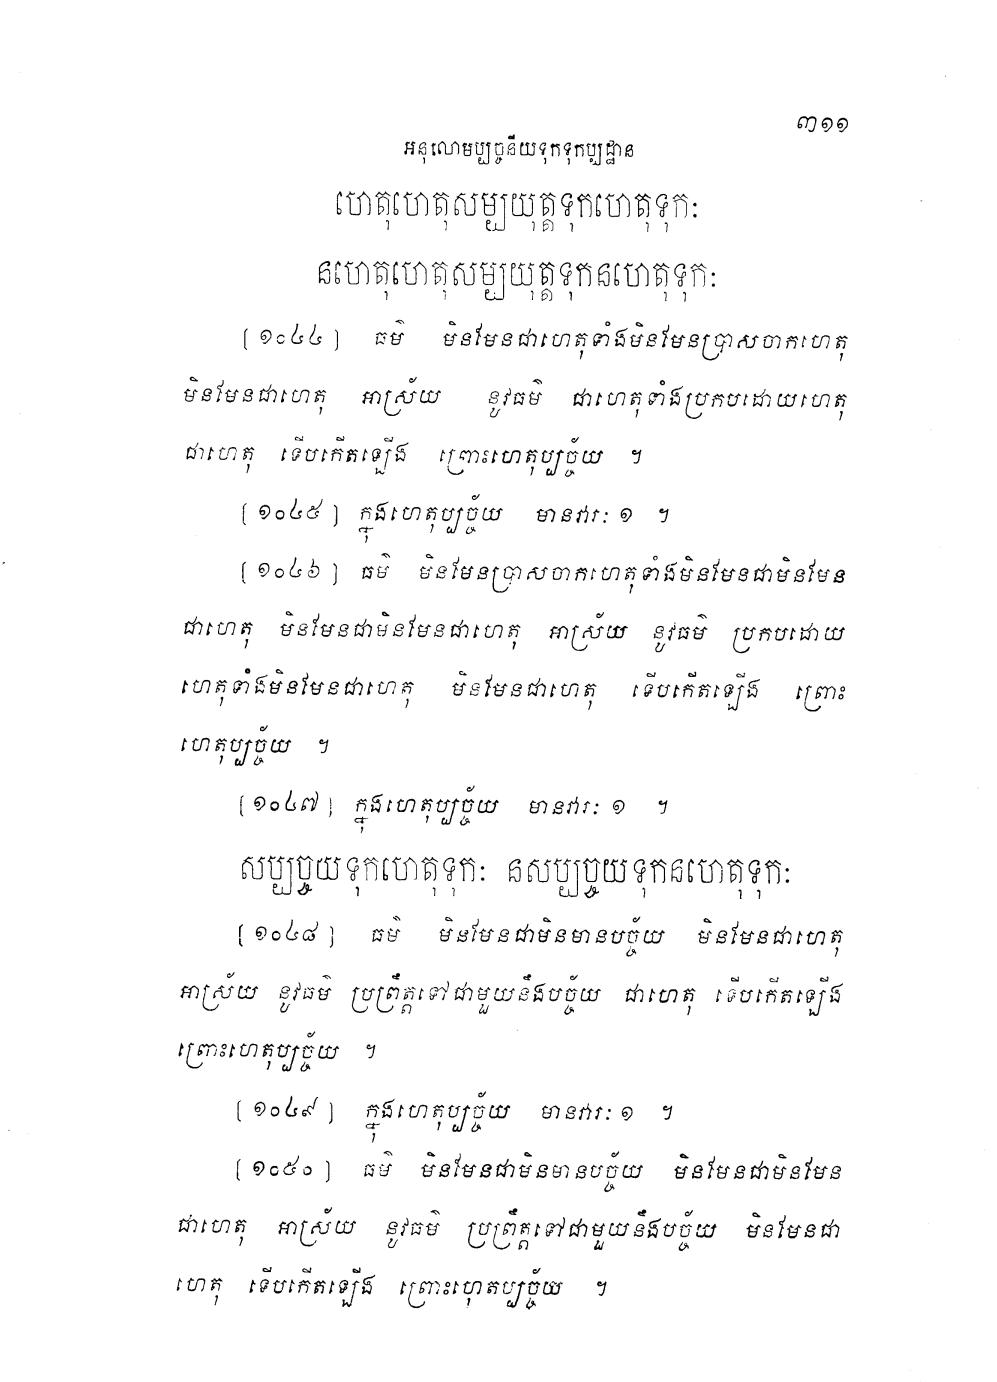 ៣១១
អនុលោមប្បច្ចនីយទុកទុកប្បដ្ឋាន
ហេតុហេតុសម្បយុត្តទុកហេតុទុកៈ
នហេតុហេតុសម្បយុត្តទុកនហេតុទុកៈ
[១០៤៤] ធម៌ មិនមែនជាហេតុទាំងមិនមែនប្រាសចាកហេតុ
មិនមែនជាហេតុ អាស្រ័យ នូវធម៌ ជាហេតុទាំងប្រកបដោយហេតុ
ជាហេតុ ទើបកើតឡើង ព្រោះហេតុប្បច្ច័យ ។
[១០៤៥] ក្នុងហេតុប្បច្ច័យ មានវារៈ ១ ។
[១០៤៦] ធម៌ មិនមែនប្រាសចាកហេតុទាំងមិនមែនជាមិនមែន
ជាហេតុ មិនមែនជាមិនមែនជាហេតុ អាស្រ័យ នូវធម៌ ប្រកបដោយ
ហេតុទាំងមិនមែនជាហេតុ មិនមែនជាហេតុ ទើបកើតឡើង ព្រោះ
ហេតុប្បច្ច័យ ។
[១០៤៧] ក្នុងហេតុប្បច្ច័យ មានវារៈ ១ ។
សប្បច្ចយទុកហេតុទុកៈ នសប្បច្ចយទុកនហេតុទុកៈ
[១០៤៨] ធម៌ មិនមែនជាមិនមានបច្ច័យ មិនមែនជាហេតុ
អាស្រ័យ នូវធម៌ ប្រព្រឹត្តទៅជាមួយនឹងបច្ច័យ ជាហេតុ ទើបកើតឡើង
ព្រោះហេតុប្បច្ច័យ ។
[១០៤៩] ក្នុងហេតុប្បច្ច័យ មានវារៈ ១ ។
[១០៥០] ធម៌ មិនមែនជាមិនមានបច្ច័យ មិនមែនជាមិនមែន
ជាហេតុ អាស្រ័យ នូវធម៌ ប្រព្រឹត្តទៅជាមួយនឹងបច្ច័យ មិនមែនជា
ហេតុ ទើបកើតឡើង ព្រោះហុេតប្បច្ច័យ ។